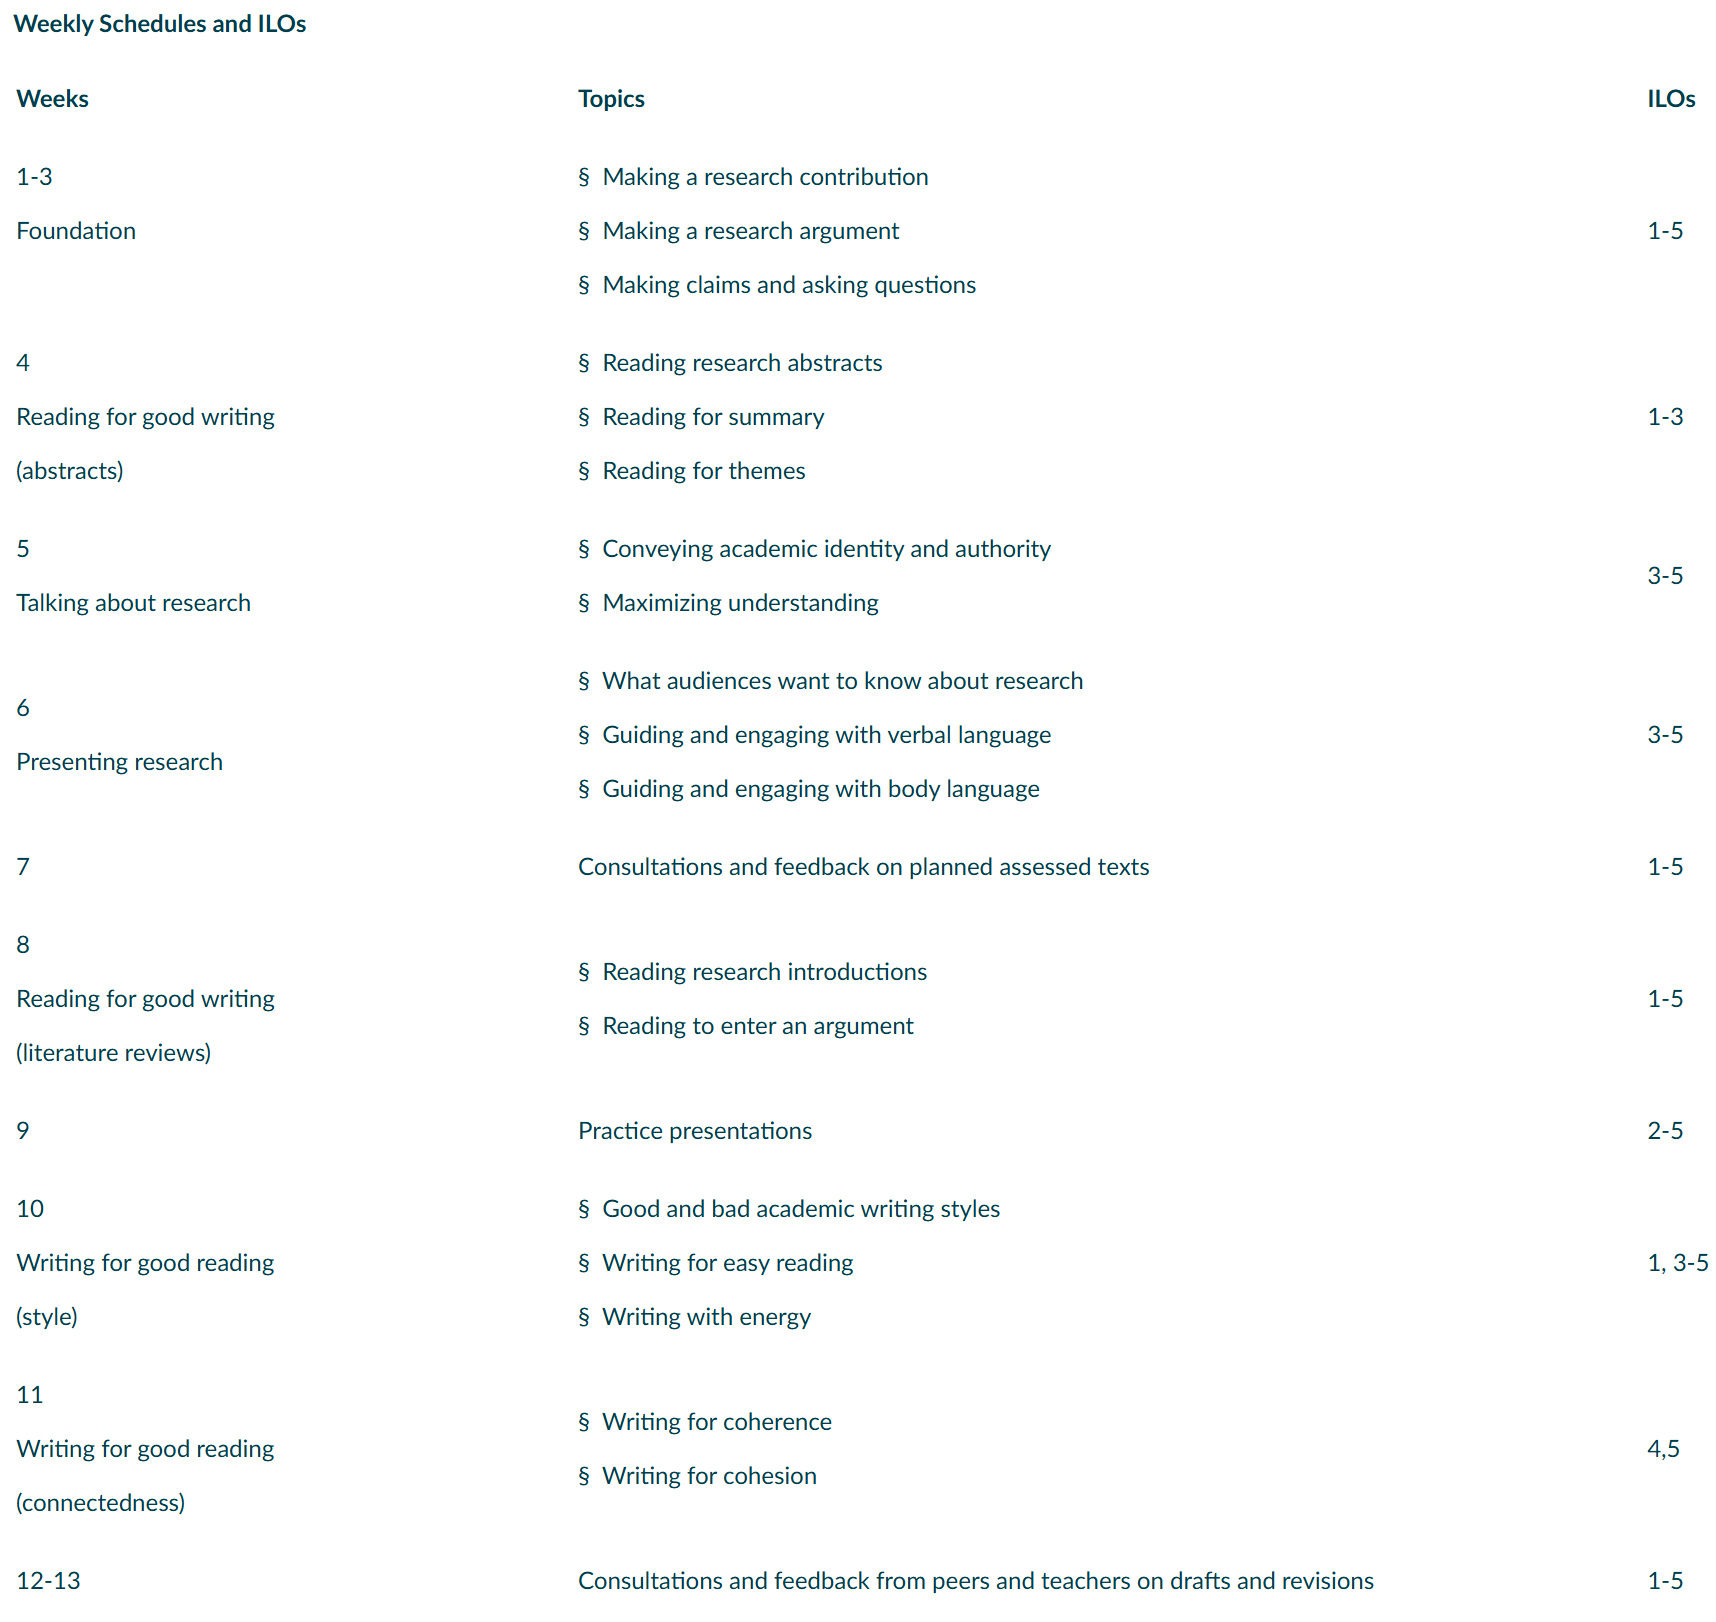 Weekly Schedules and ILOs
Weeks Topics ILOs
1-3
Foundation
§ Making a research contribution
§ Making a research argument
§ Making claims and asking questions
1-5
4
Reading for good writing
(abstracts)
§ Reading research abstracts
§ Reading for summary
§ Reading for themes
1-3
5
Talking about research
§ Conveying academic identity and authority
§ Maximizing understanding
3-5
6
Presenting research
§ What audiences want to know about research
§ Guiding and engaging with verbal language
§ Guiding and engaging with body language
3-5
7 Consultations and feedback on planned assessed texts 1-5
8
Reading for good writing
(literature reviews)
§ Reading research introductions
§ Reading to enter an argument
1-5
9 Practice presentations 2-5
10
Writing for good reading
(style)
§ Good and bad academic writing styles
§ Writing for easy reading
§ Writing with energy
1, 3-5
11
Writing for good reading
(connectedness)
§ Writing for coherence
§ Writing for cohesion
4,5
12-13 Consultations and feedback from peers and teachers on drafts and revisions 1-5